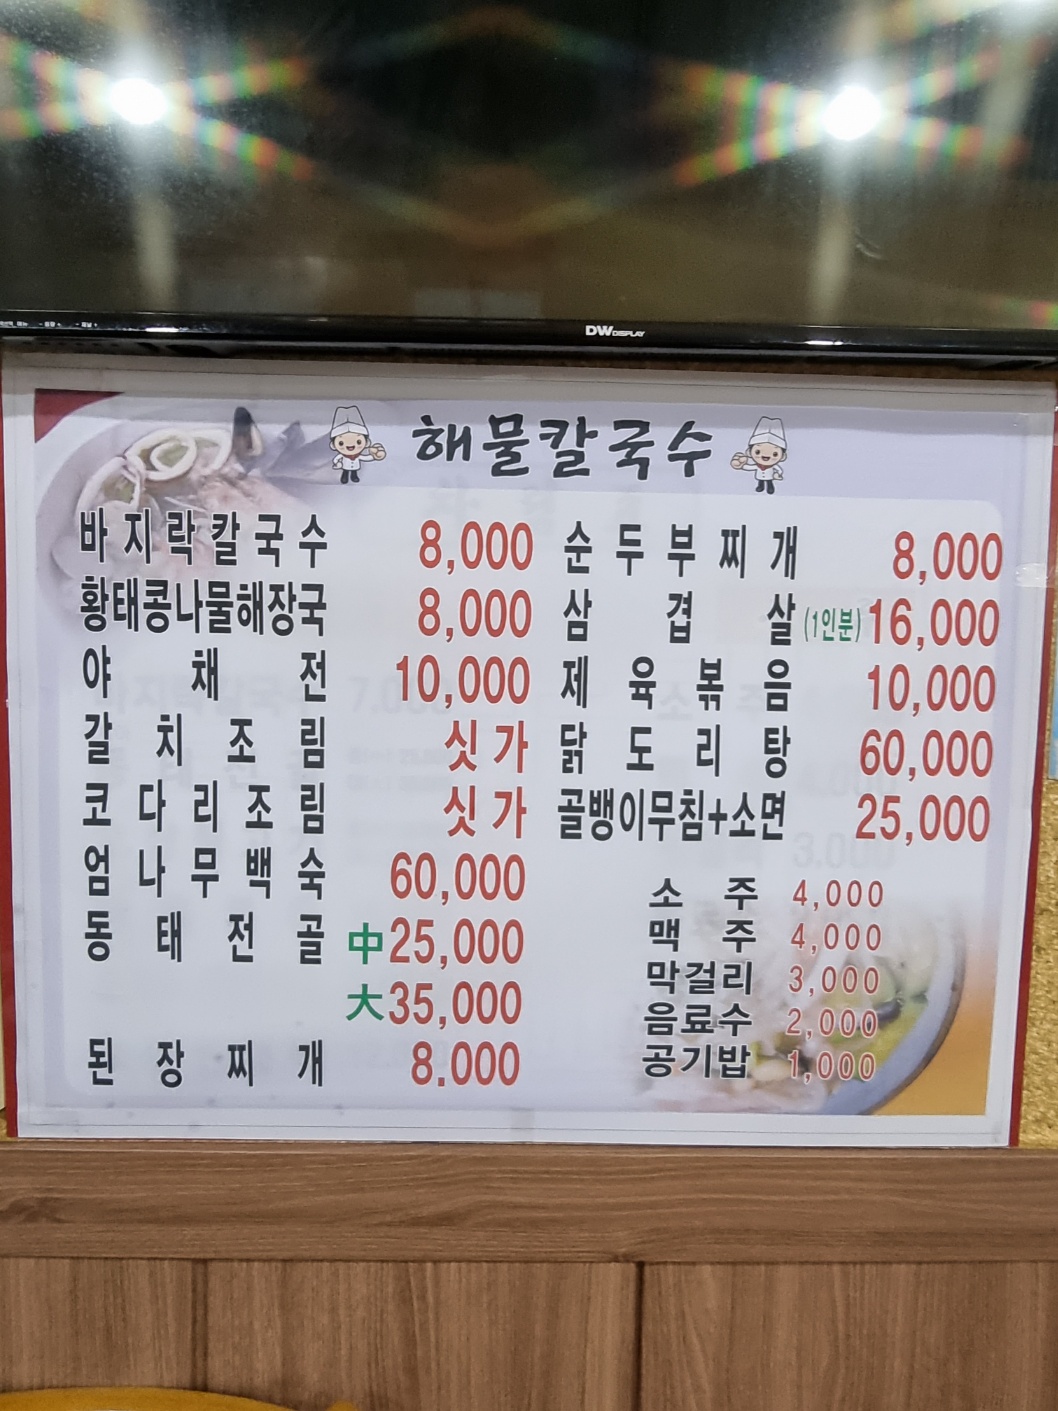 DW DISPLAY
해물칼국수
바지락칼국수 8,000
황태콩나물해장국 8,000
야채전 10,000
갈치조림 싯가
코다리조림 싯가
엄나무백숙 60,000
동태전골 中 25,000
大 35,000
된장찌개 8.000
순두부찌개 8,000
삼겹살 (1인분) 16,000
제육볶음 10,000
닭도리탕 60,000
골뱅이무침+소면 25,000
소주 4,000
맥주 4,000
막걸리 3,000
음료수 2,000
공기밥 1,000